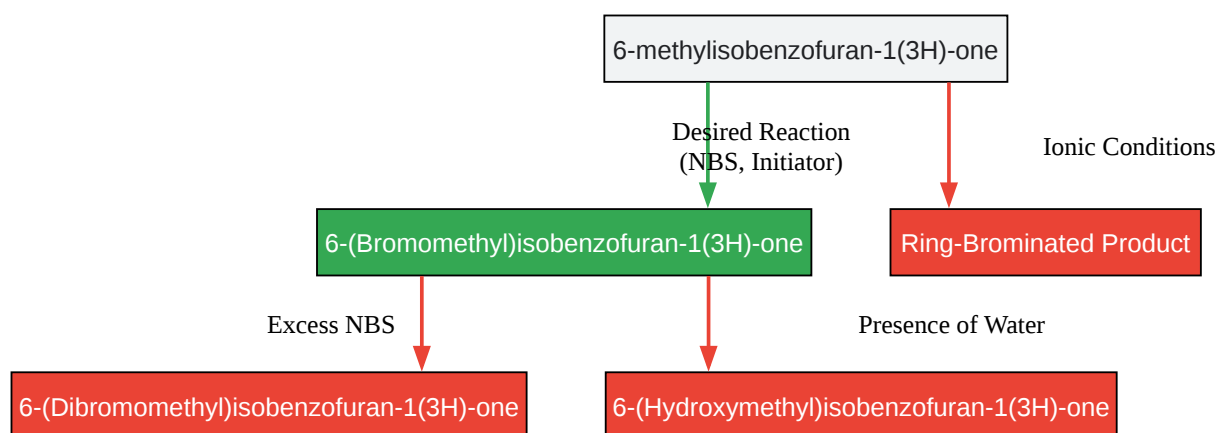 6-methylisobenzofuran-1(3H)-one
Desired Reaction
(NBS, Initiator)
Ionic Conditions
6-(Bromomethyl)isobenzofuran-1(3H)-one
Ring-Brominated Product
Excess NBS
Presence of Water
6-(Dibromomethyl)isobenzofuran-1(3H)-one
6-(Hydroxymethyl)isobenzofuran-1(3H)-one